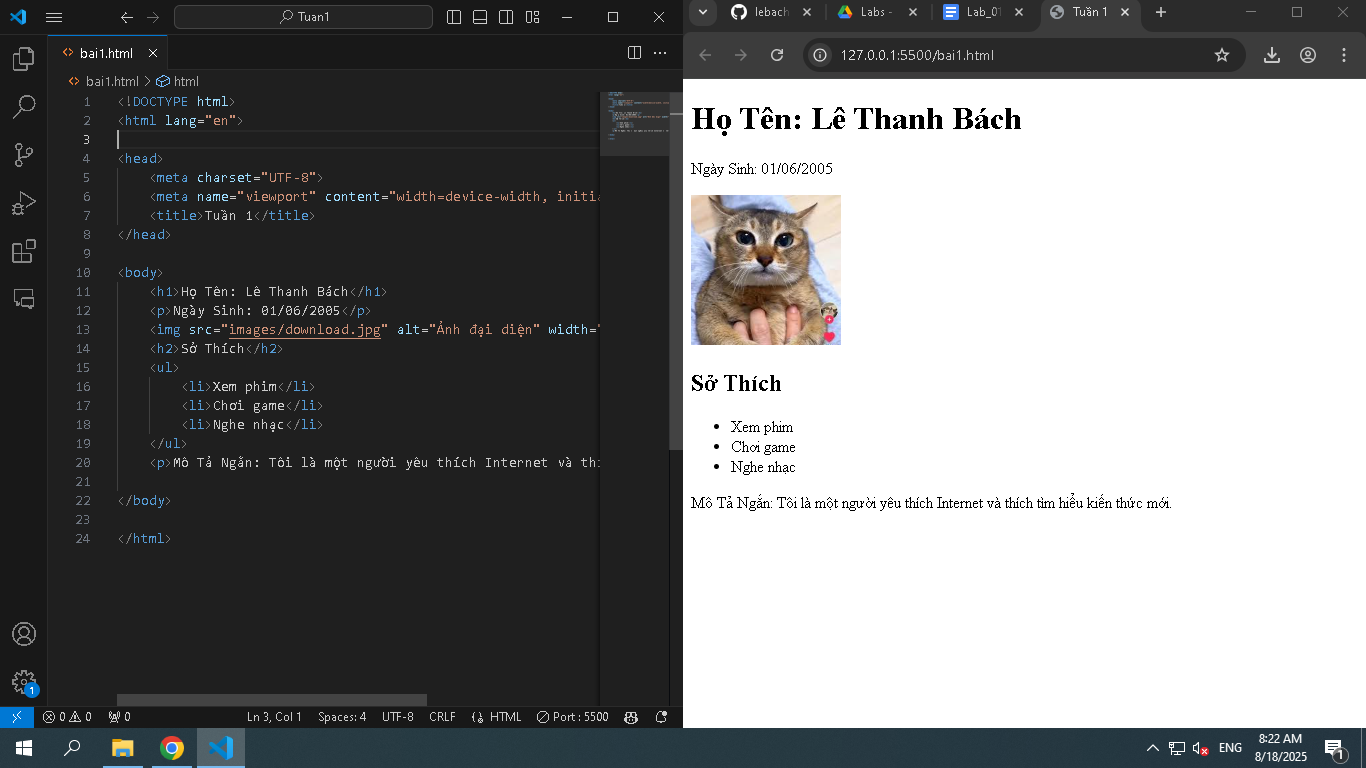 Tuan1
bai1.html
bai1.html > html
1 <!DOCTYPE html>
2 <html lang="en">
3
4 <head>
5 <meta charset="UTF-8">
6 <meta name="viewport" content="width=device-width, initia
7 <title>Tuần 1</title>
8 </head>
9
10 <body>
11 <h1>Họ Tên: Lê Thanh Bách</h1>
12 <p>Ngày Sinh: 01/06/2005</p>
13 <img src="images/download.jpg" alt="Ảnh đại diện" width="
14 <h2>Sở Thích</h2>
15 <ul>
16 <li>Xem phim</li>
17 <li>Chơi game</li>
18 <li>Nghe nhạc</li>
19 </ul>
20 <p>Mô Tả Ngắn: Tôi là một người yêu thích Internet và thí
21
22 </body>
23
24 </html>
1
0 0 0 Ln 3, Col 1 Spaces: 4 UTF-8 CRLF {} HTML Port : 5500
lebach Labs - Lab_01 Tuần 1
127.0.0.1:5500/bai1.html
Họ Tên: Lê Thanh Bách
Ngày Sinh: 01/06/2005
Sở Thích
• Xem phim
• Chơi game
• Nghe nhạc
Mô Tả Ngắn: Tôi là một người yêu thích Internet và thích tìm hiểu kiến thức mới.
ENG
8:22 AM
8/18/2025
1